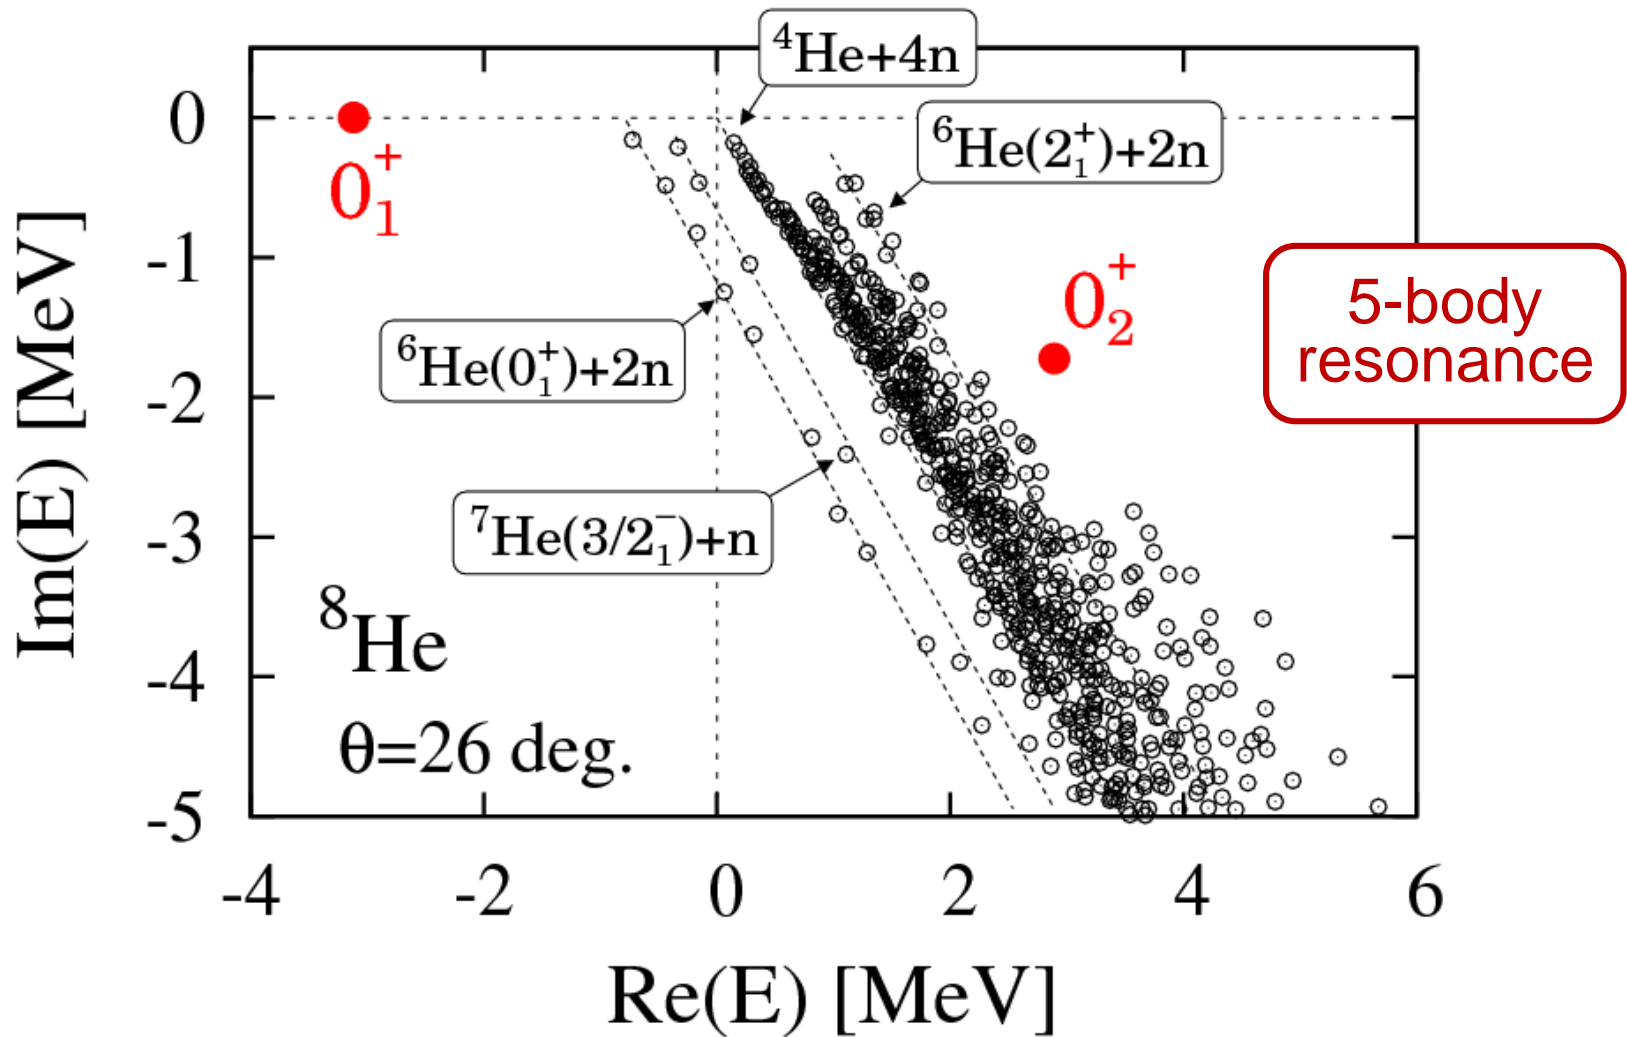 ⁴He+4n
⁶He(2₁⁺)+2n
0₁⁺
0₂⁺
5-body
resonance
⁶He(0₁⁺)+2n
⁷He(3/2₁⁻)+n
⁸He
θ=26 deg.
Im(E) [MeV]
0
-1
-2
-3
-4
-5
-4 -2 0 2 4 6
Re(E) [MeV]